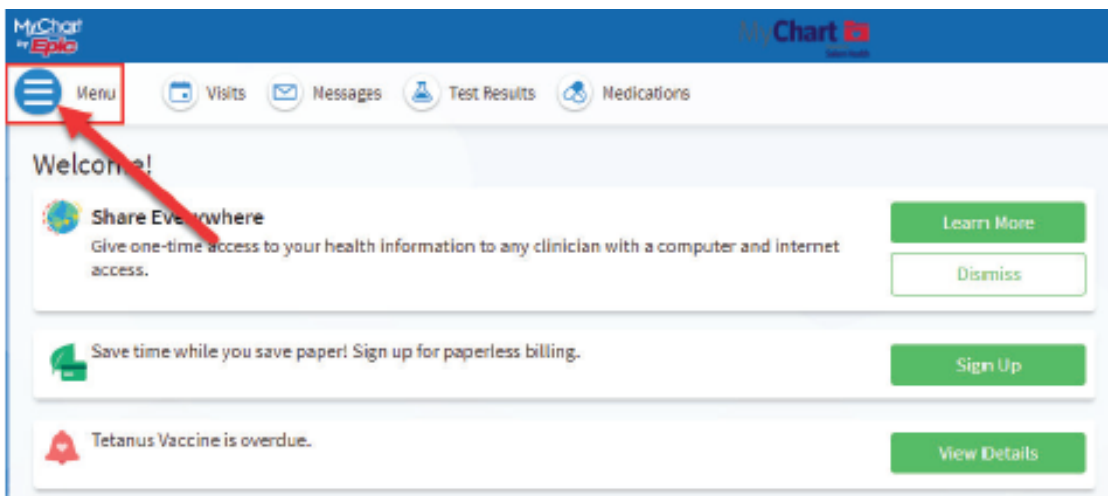 MyChart
by Epic
MyChart
Menu
Visits
Messages
Test Results
Medications
Welcome!
Share Everywhere
Give one-time access to your health information to any clinician with a computer and internet
access.
Learn More
Dismiss
Save time while you save paper! Sign up for paperless billing.
Sign Up
Tetanus Vaccine is overdue.
View Details